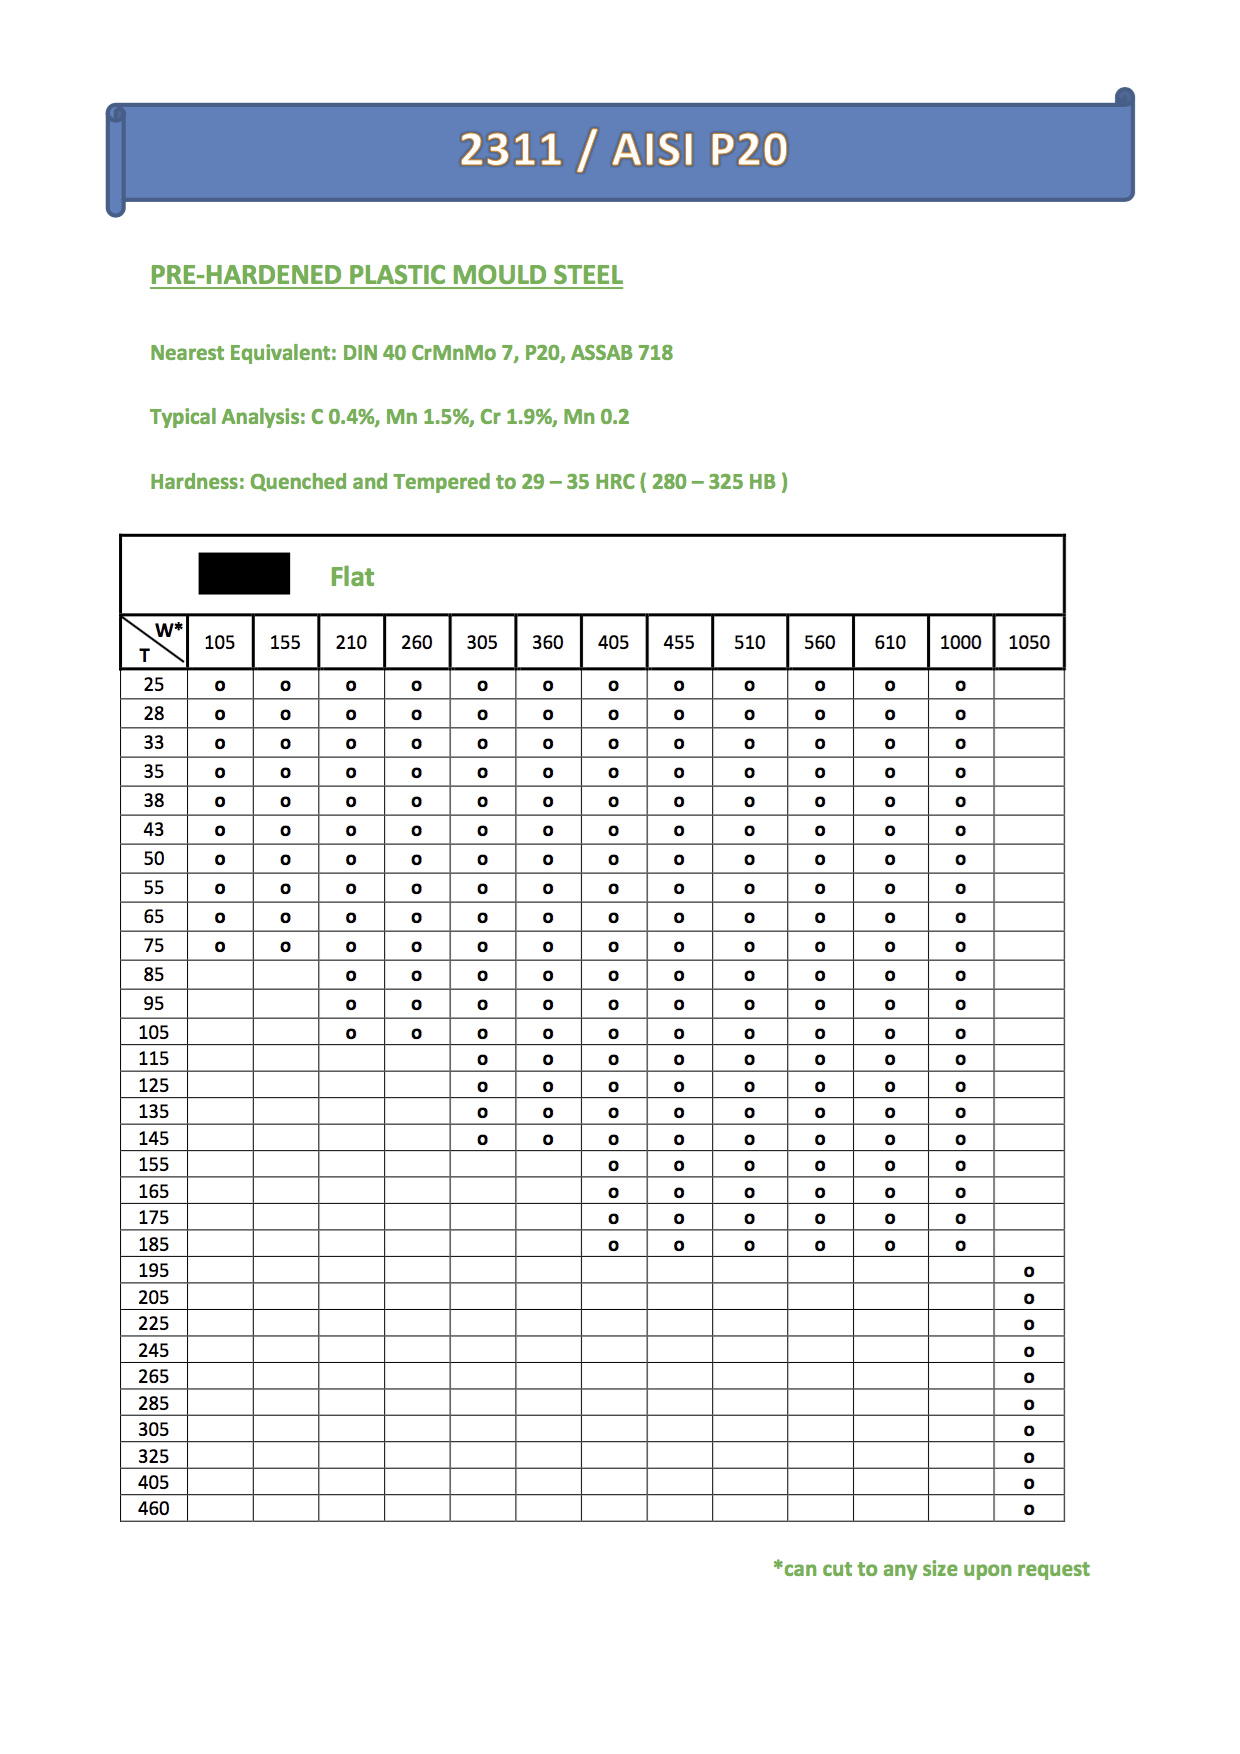 2311 / AISI P20
PRE-HARDENED PLASTIC MOULD STEEL
Nearest Equivalent: DIN 40 CrMnMo 7, P20, ASSAB 718
Typical Analysis: C 0.4%, Mn 1.5%, Cr 1.9%, Mn 0.2
Hardness: Quenched and Tempered to 29 – 35 HRC ( 280 – 325 HB )
Flat
W* T 105 155 210 260 305 360 405 455 510 560 610 1000 1050
25 o o o o o o o o o o o o
28 o o o o o o o o o o o o
33 o o o o o o o o o o o o
35 o o o o o o o o o o o o
38 o o o o o o o o o o o o
43 o o o o o o o o o o o o
50 o o o o o o o o o o o o
55 o o o o o o o o o o o o
65 o o o o o o o o o o o o
75 o o o o o o o o o o o o
85 o o o o o o o o o o
95 o o o o o o o o o o
105 o o o o o o o o o o
115 o o o o o o o o
125 o o o o o o o o
135 o o o o o o o o
145 o o o o o o o o
155 o o o o o o
165 o o o o o o
175 o o o o o o
185 o o o o o o
195 o
205 o
225 o
245 o
265 o
285 o
305 o
325 o
405 o
460 o
*can cut to any size upon request